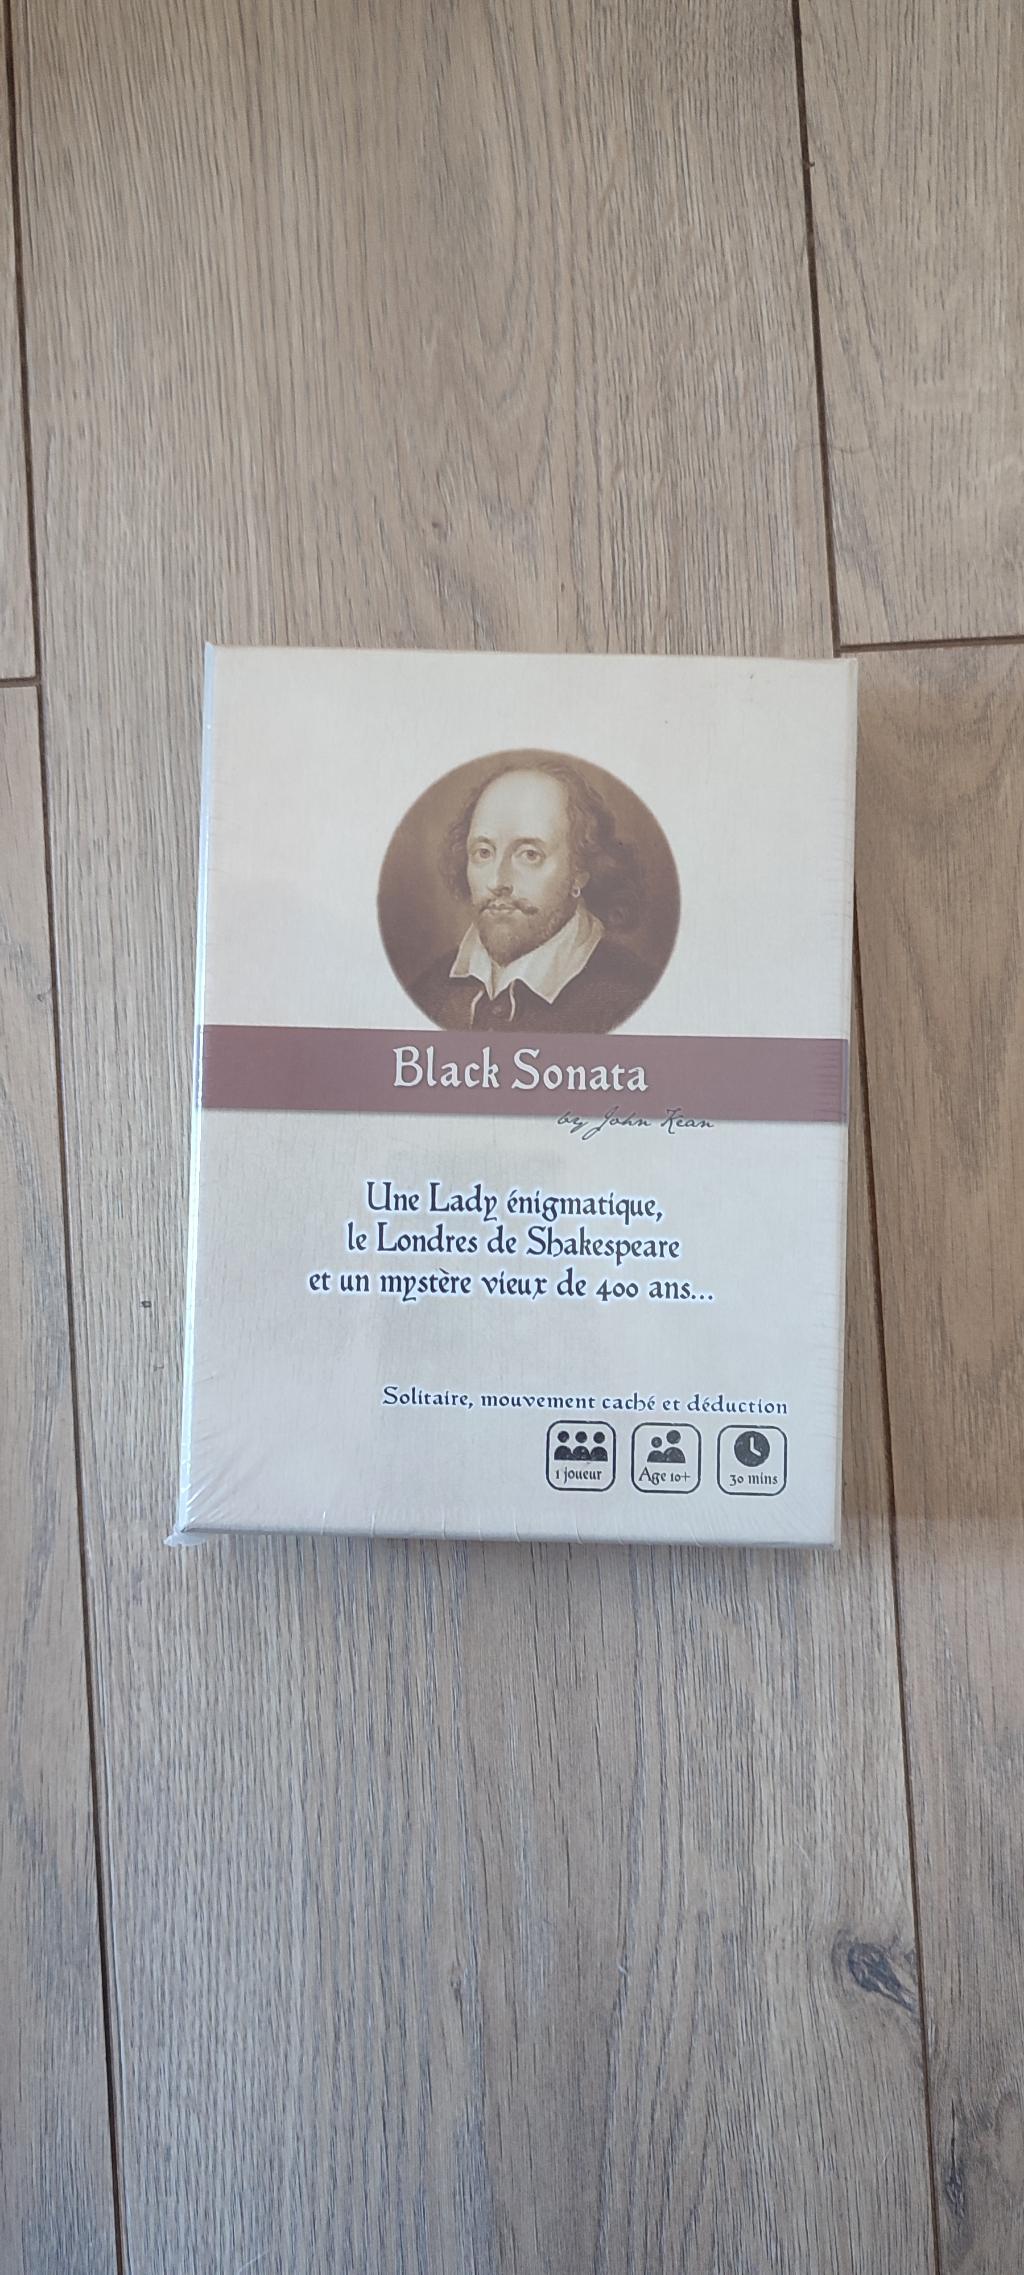 Black Sonata
by John Kean
Une Lady énigmatique,
le Londres de Shakespeare
et un mystère vieux de 400 ans...
Solitaire, mouvement caché et déduction
1 joueur
Age 10+
30 mins